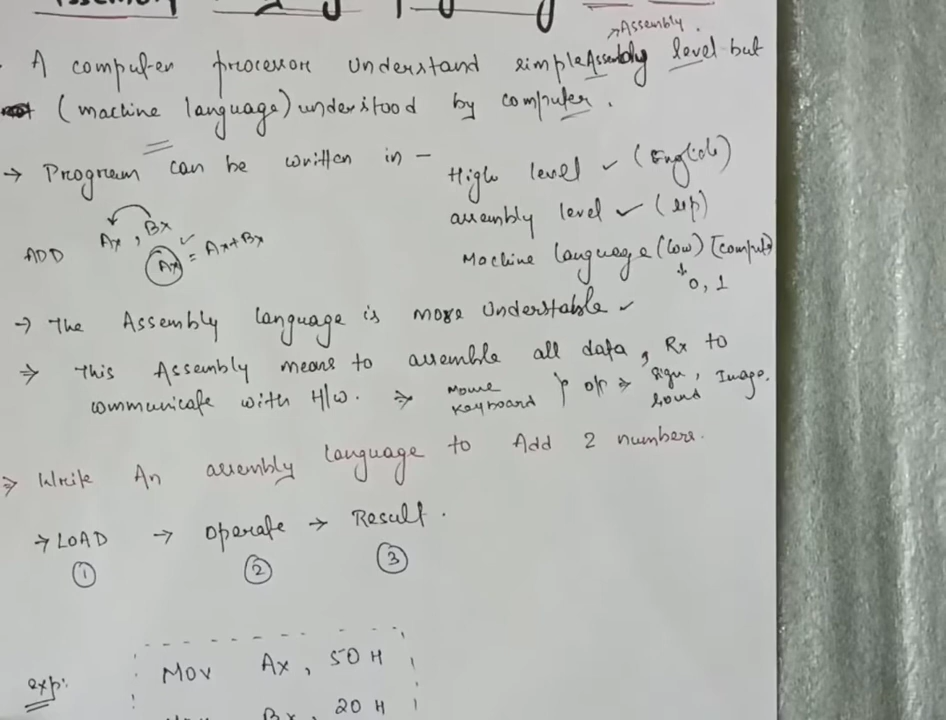 Assembly
A computer processor understand simple Assembly level but
(machine language) understood by computer.
→ Program can be written in –
High level ✓ (English)
assembly level ✓ (exp)
Machine language (low) [comput]
0, 1
ADD Ax, Bx
Ax = Ax+Bx
→ The Assembly language is more Understable ✓
⇒ This Assembly means to assemble all data, Rx to
communicate with H/w. ⇒ Mouse Keyboard } o/p ⇒ Sign, Sound Image.
⇒ Write An assembly language to Add 2 numbers.
→ LOAD → operate → Result.
① ② ③
exp:
Mov Ax, 50 H
Bx, 20 H